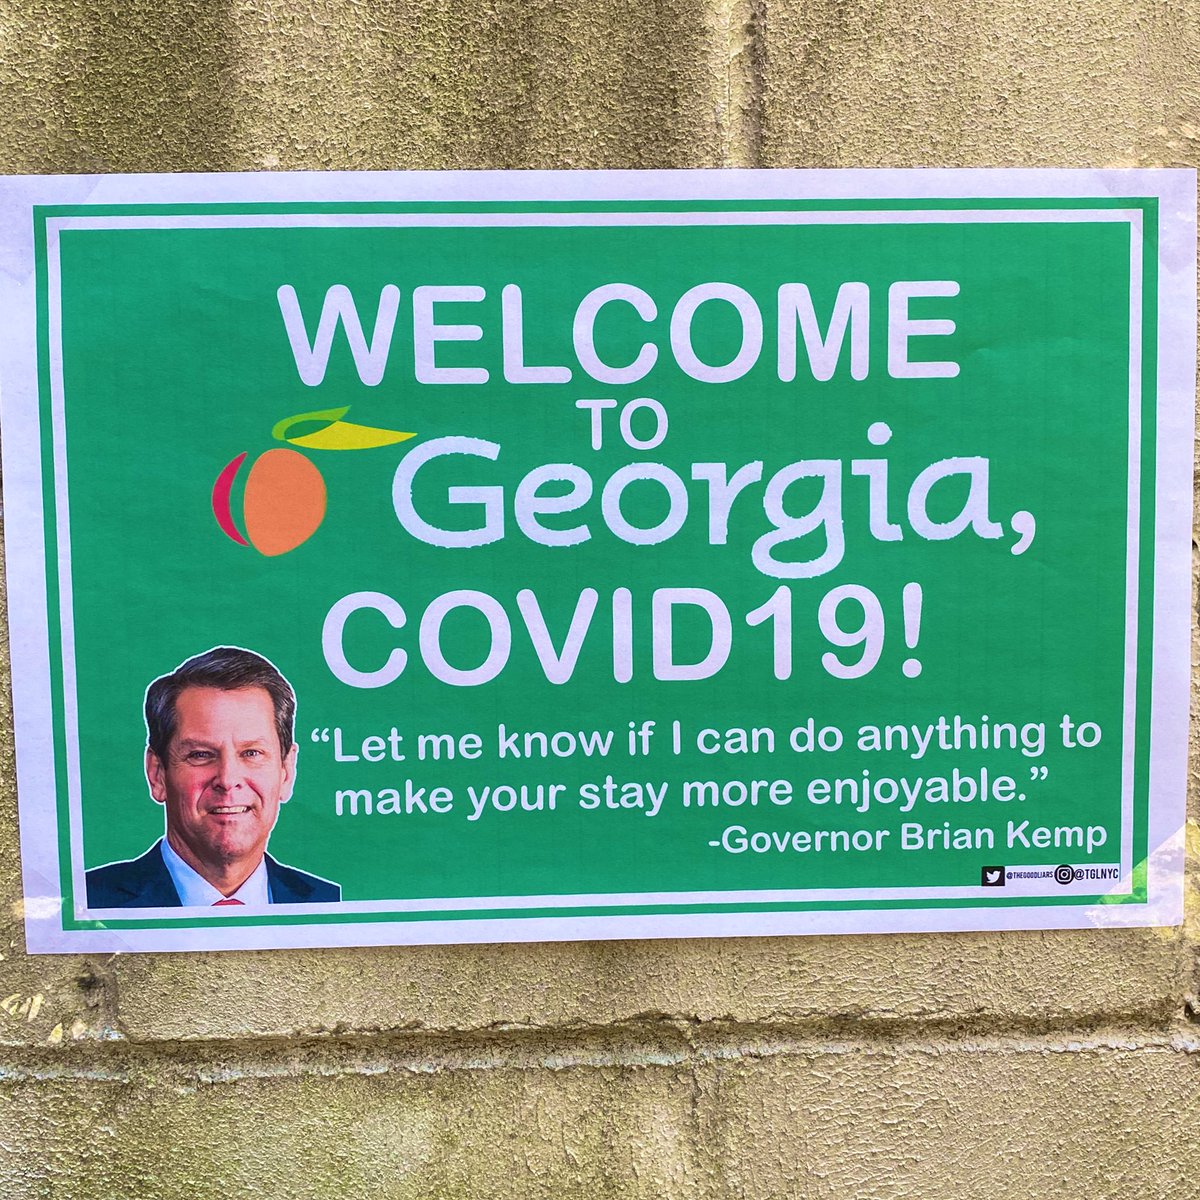 WELCOME
TO
Georgia,
COVID19!
“Let me know if I can do anything to
make your stay more enjoyable.”
-Governor Brian Kemp
@THEGOODLIARS @TGLNYC